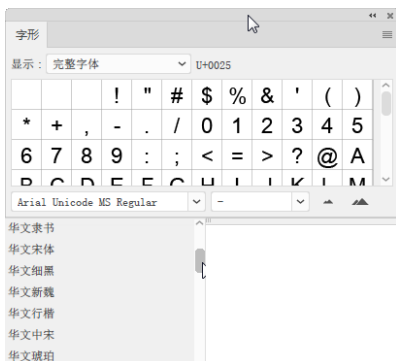 字形
显示： 完整字体 U+0025
! " # $ % & ' ( )
* + , - . / 0 1 2 3 4 5
6 7 8 9 : ; < = > ? @ A
B C D E F G H I J K L M
Arial Unicode MS Regular -
华文隶书
华文宋体
华文细黑
华文新魏
华文行楷
华文中宋
华文琥珀